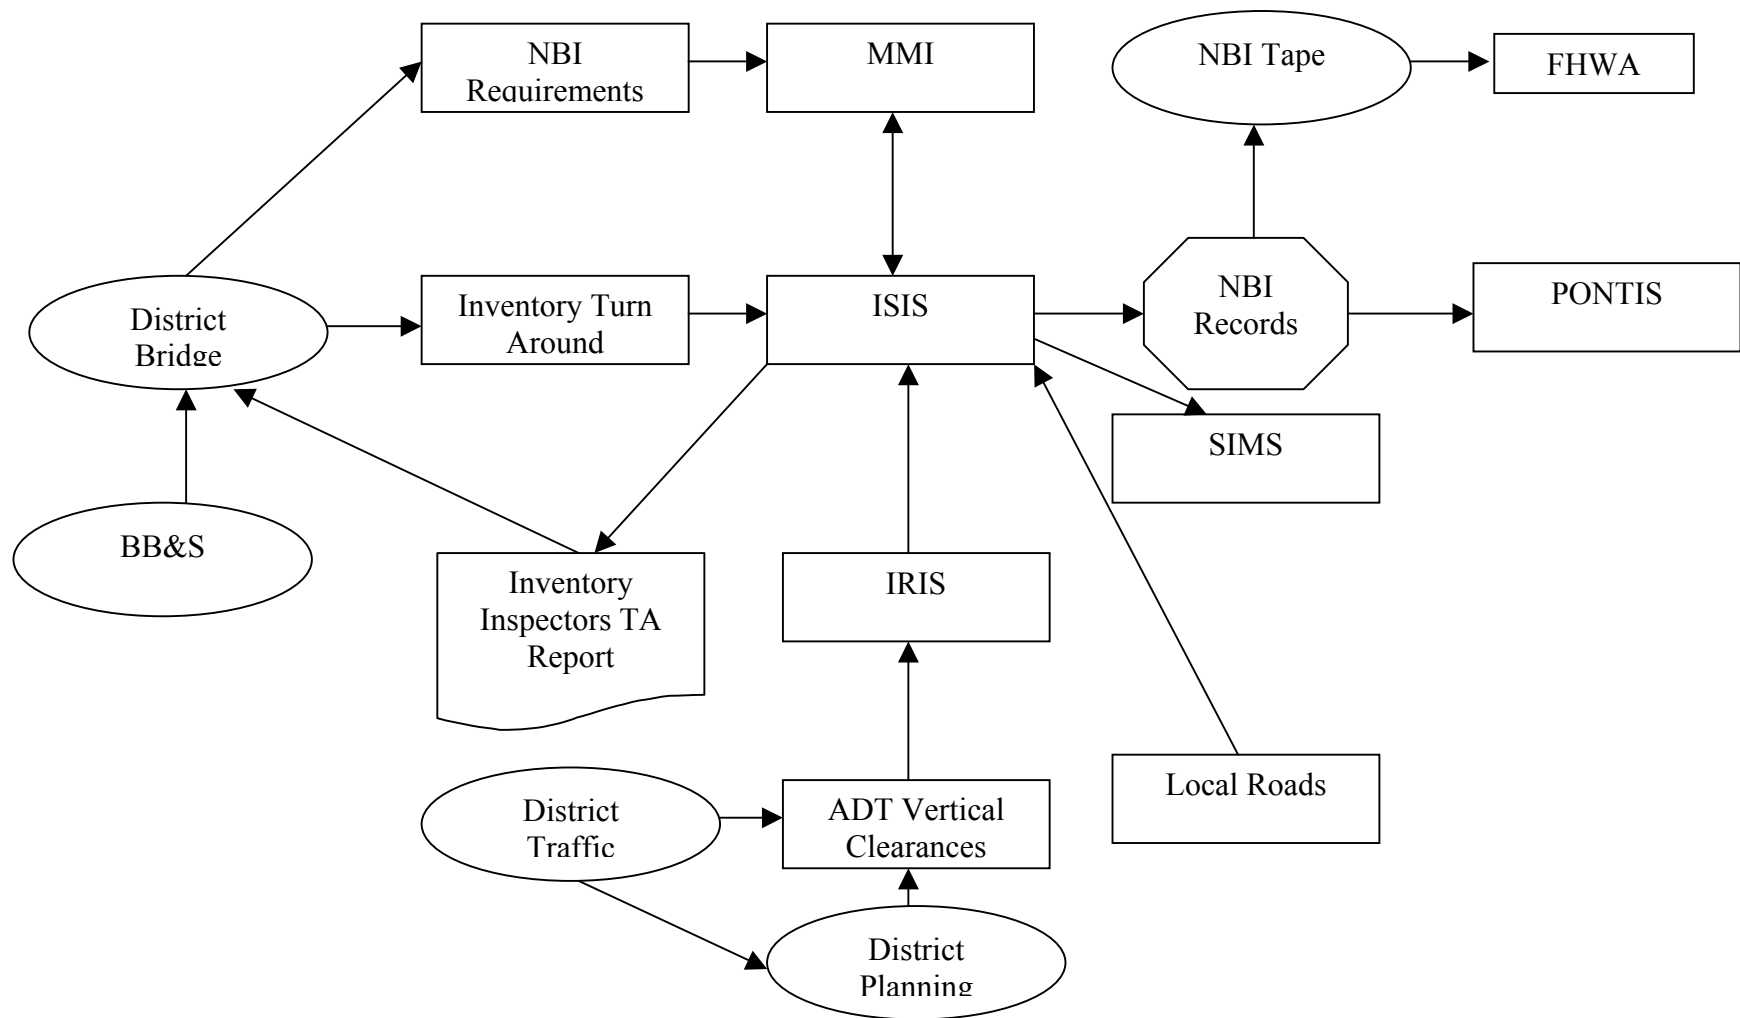 NBI
Requirements
MMI
NBI Tape
FHWA
District
Bridge
Inventory Turn
Around
ISIS
NBI
Records
PONTIS
SIMS
BB&S
Inventory
Inspectors TA
Report
IRIS
Local Roads
District
Traffic
ADT Vertical
Clearances
District
Planning